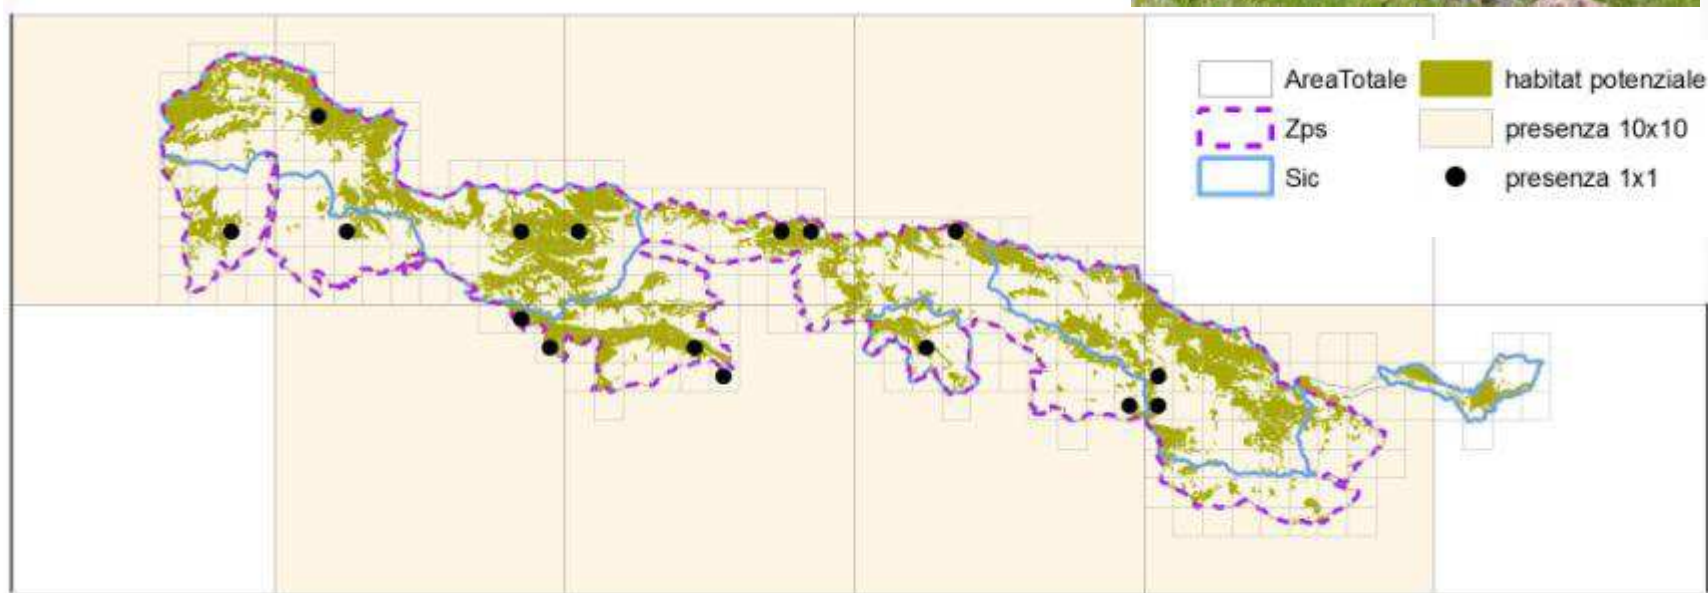 AreaTotale
habitat potenziale
Zps
presenza 10x10
Sic
presenza 1x1